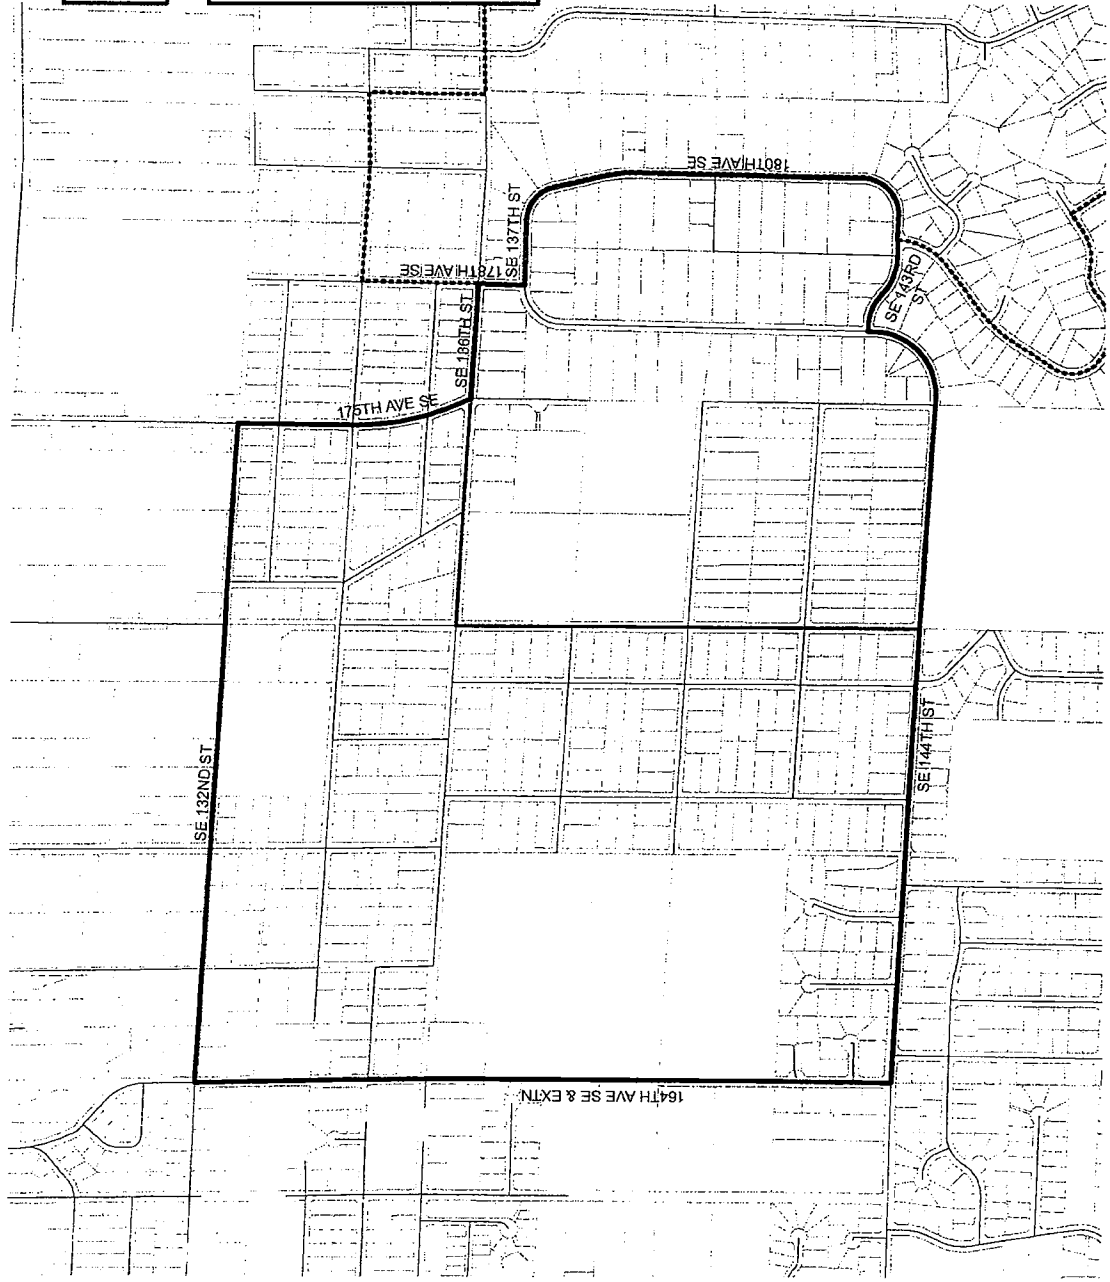 180TH AVE SE
SE 137TH ST
178TH AVE SE
SE 136TH ST
SE 143RD
ST
175TH AVE SE
SE 132ND ST
SE 144TH ST
164TH AVE SE & EXTN